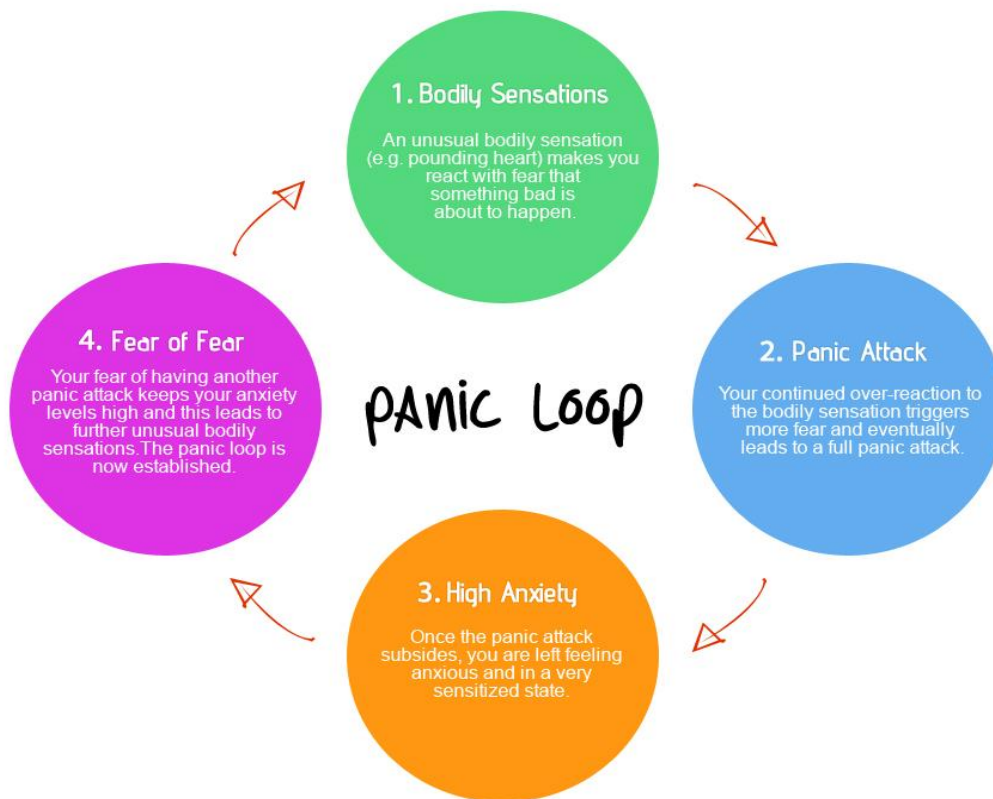 1. Bodily Sensations
An unusual bodily sensation
(e.g. pounding heart) makes you
react with fear that
something bad is
about to happen.
2. Panic Attack
Your continued over-reaction to
the bodily sensation triggers
more fear and eventually
leads to a full panic attack.
3. High Anxiety
Once the panic attack
subsides, you are left feeling
anxious and in a very
sensitized state.
4. Fear of Fear
Your fear of having another
panic attack keeps your anxiety
levels high and this leads to
further unusual bodily
sensations.The panic loop is
now established.
PANIC LOOP